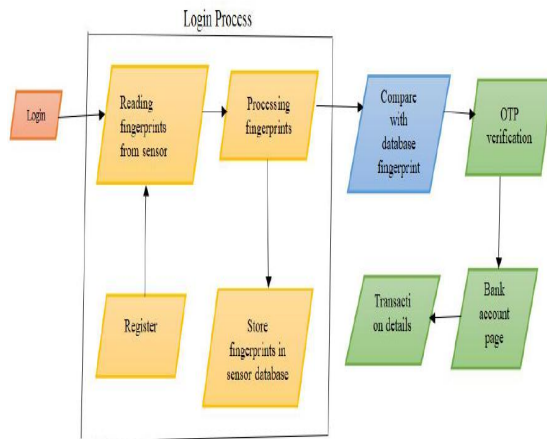 Login Process
Login
Reading
fingerprints
from sensor
Processing
fingerprints
Compare
with
database
fingerprint
OTP
verification
Register
Store
fingerprints in
sensor database
Transacti
on details
Bank
account
page